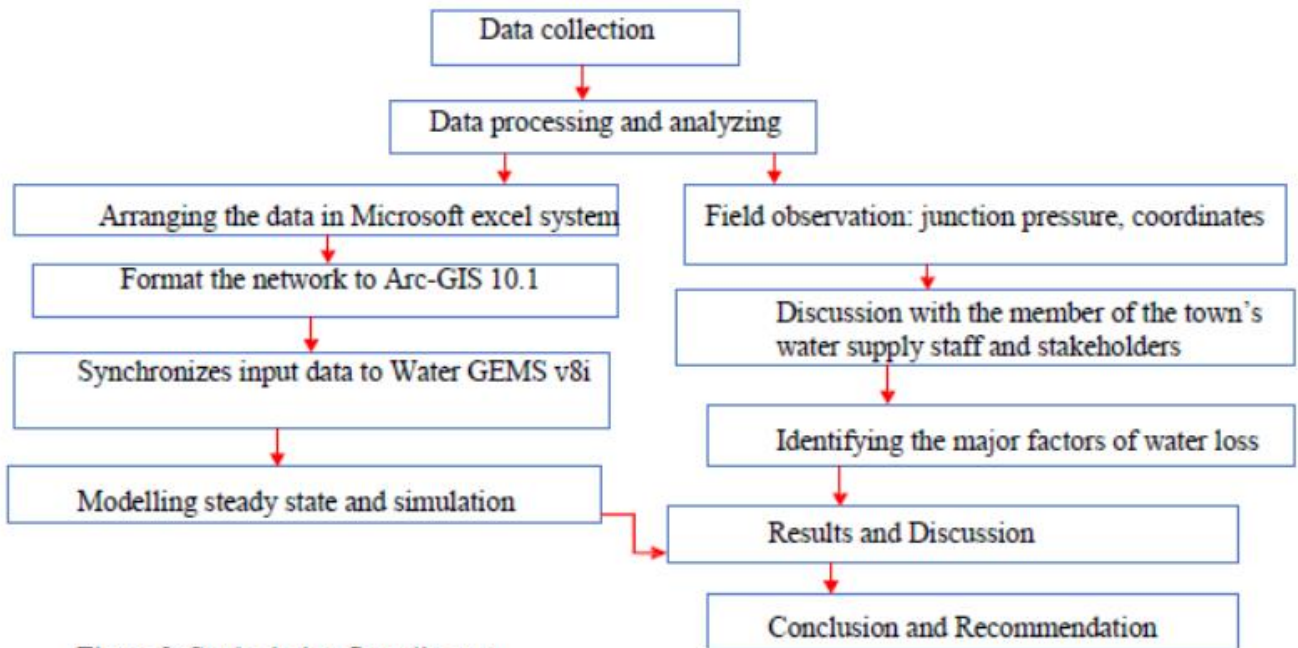 Data collection
Data processing and analyzing
Arranging the data in Microsoft excel system
Field observation: junction pressure, coordinates
Format the network to Arc-GIS 10.1
Discussion with the member of the town's
water supply staff and stakeholders
Synchronizes input data to Water GEMS v8i
Identifying the major factors of water loss
Modelling steady state and simulation
Results and Discussion
Conclusion and Recommendation